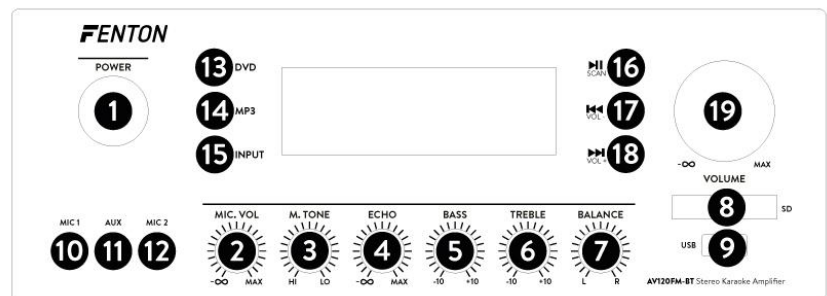 FENTON
POWER
1
13 DVD
14 MP3
15 INPUT
16 SCAN
17 VOL -
18 VOL +
19
-∞ MAX
VOLUME
8 SD
USB 9
MIC 1 AUX MIC 2
10 11 12
MIC. VOL M. TONE ECHO BASS TREBLE BALANCE
2 3 4 5 6 7
-∞ MAX HI LO -∞ MAX -10 +10 -10 +10 L R
AV120FM-BT Stereo Karaoke Amplifier